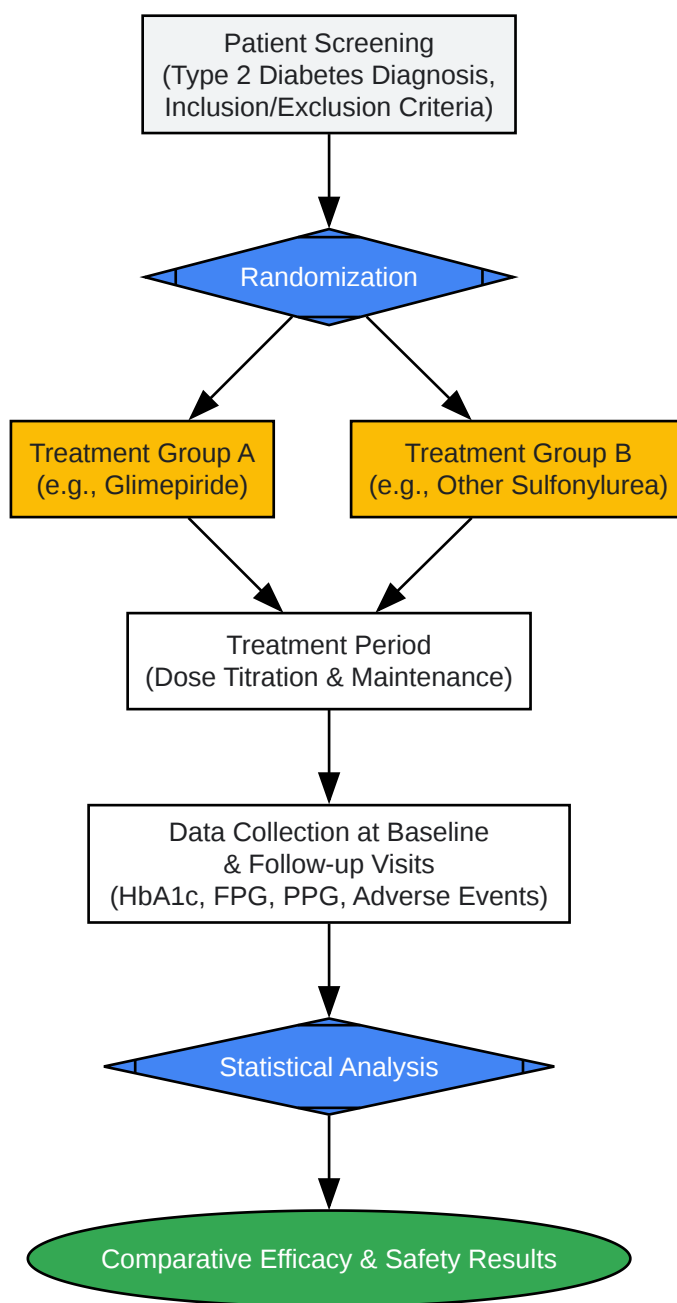 Patient Screening
(Type 2 Diabetes Diagnosis,
Inclusion/Exclusion Criteria)
Randomization
Treatment Group A
(e.g., Glimepiride)
Treatment Group B
(e.g., Other Sulfonylurea)
Treatment Period
(Dose Titration & Maintenance)
Data Collection at Baseline
& Follow-up Visits
(HbA1c, FPG, PPG, Adverse Events)
Statistical Analysis
Comparative Efficacy & Safety Results